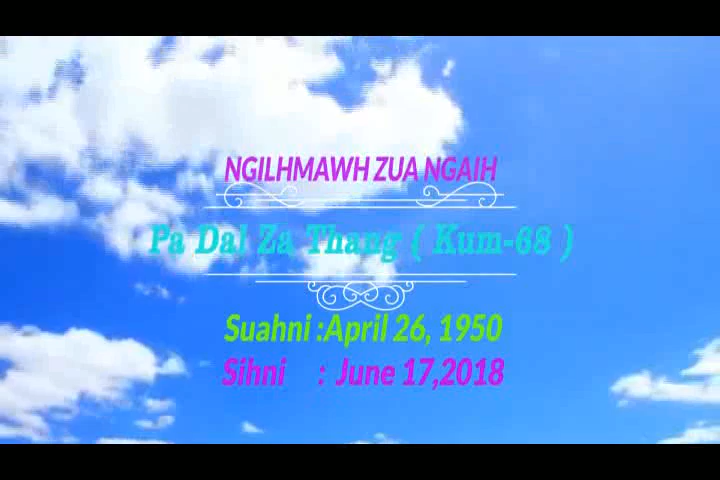 NGILHMAWH ZUA NGAIH
Pa Dal Za Thang ( Kum-68 )
Suahni :April 26, 1950
Sihni : June 17,2018